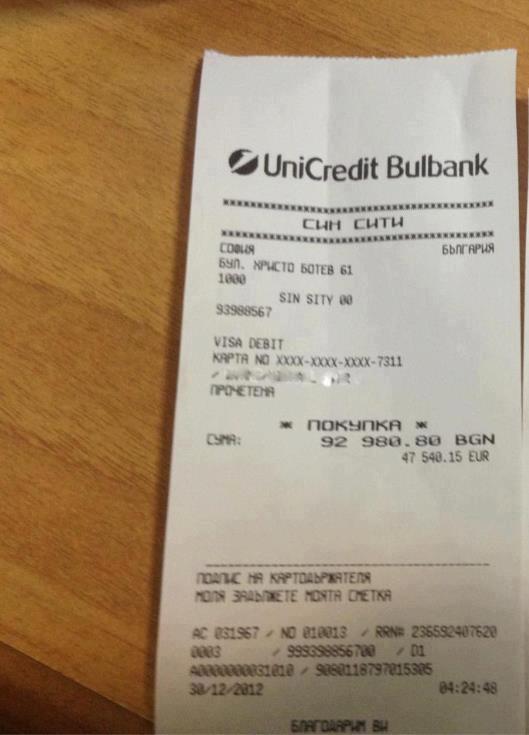 UniCredit Bulbank
СИН СИТИ
СОФИЯ БЪЛГАРИЯ
БУЛ. ХРИСТО БОТЕВ 61
1000
SIN SITY 00
93988567
VISA DEBIT
КАРТА NO XXXX-XXXX-XXXX-7311
ПРОЧЕТЕНА
* ПОКУПКА *
СУМА: 92 980.80 BGN
47 540.15 EUR
ПОДПИС НА КАРТОДЪРЖАТЕЛЯ
МОЛЯ ЗАДЪЛЖЕТЕ МОЯТА СМЕТКА
AC 031967 / NO 010013 / RRN# 236592407620
0003 / 999398856700 / D1
A0000000031010 / 9080118797015305
30/12/2012 04:24:48
БЛАГОДАРИМ ВИ